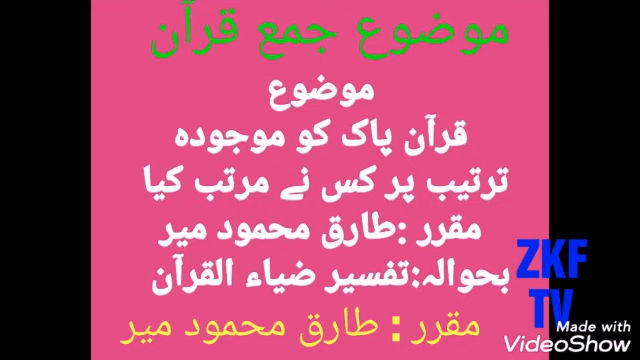 موضوع جمع قرآن
موضوع
قرآن پاک کو موجودہ
ترتیب پر کس نے مرتب کیا
مقرر :طارق محمود میر
بحوالہ:تفسیر ضیاء القرآن
مقرر : طارق محمود میر
ZKF
TV
Made with
VideoShow